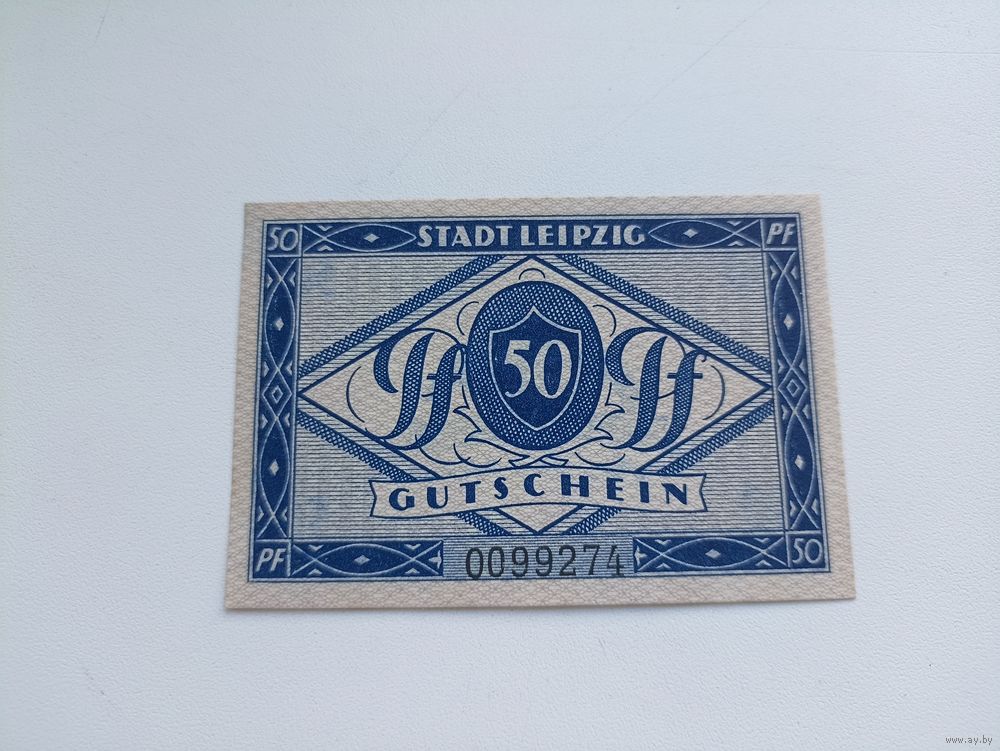 50 STADT LEIPZIG PF
Pf 50 Pf
GUTSCHEIN
PF 0099274 50
www.ay.by